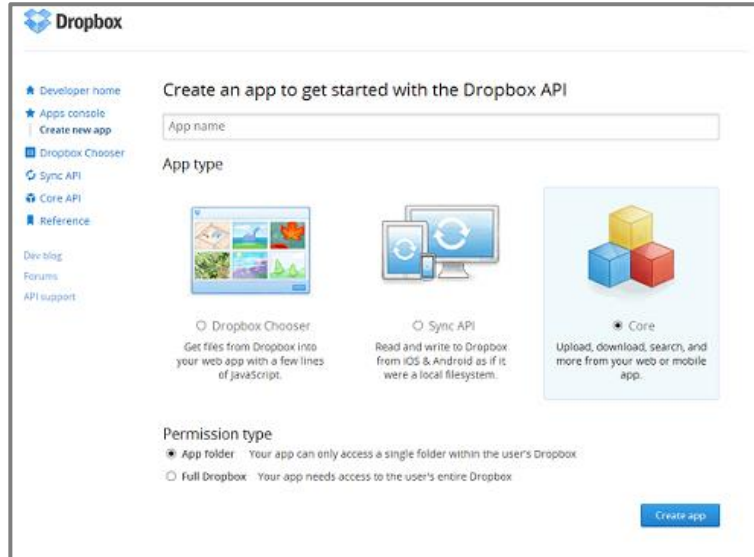 Dropbox
Developer home
Apps console
Create new app
Dropbox Chooser
Sync API
Core API
Reference
Dev blog
Forums
API support
Create an app to get started with the Dropbox API
App name
App type
Dropbox Chooser
Get files from Dropbox into
your web app with a few lines
of JavaScript.
Sync API
Read and write to Dropbox
from iOS & Android as if it
were a local filesystem.
Core
Upload, download, search, and
more from your web or mobile
app.
Permission type
App folder Your app can only access a single folder within the user's Dropbox
Full Dropbox Your app needs access to the user's entire Dropbox
Create app